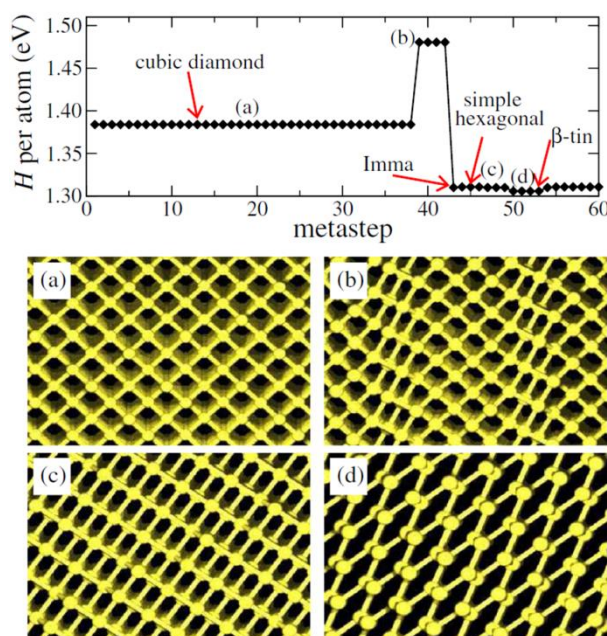 1.50
1.45
1.40
1.35
1.30
H per atom (eV)
(b)
cubic diamond
(a)
simple
hexagonal
β-tin
Imma
(c)
(d)
0 10 20 30 40 50 60
metastep
(a)
(b)
(c)
(d)